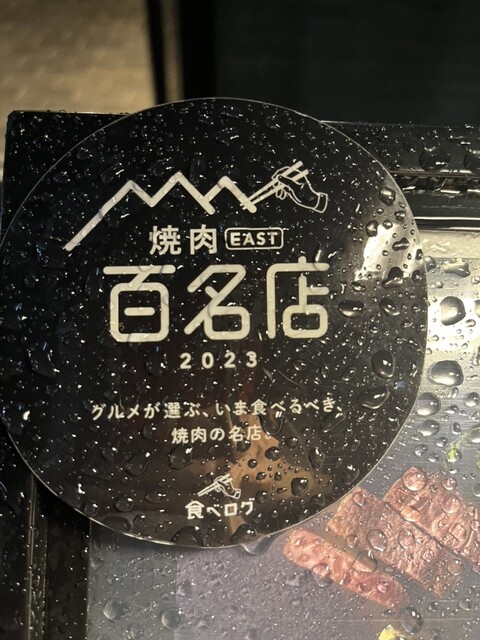 焼肉 EAST
百名店
2023
グルメが選ぶ、いま食べるべき、
焼肉の名店。
食べログ